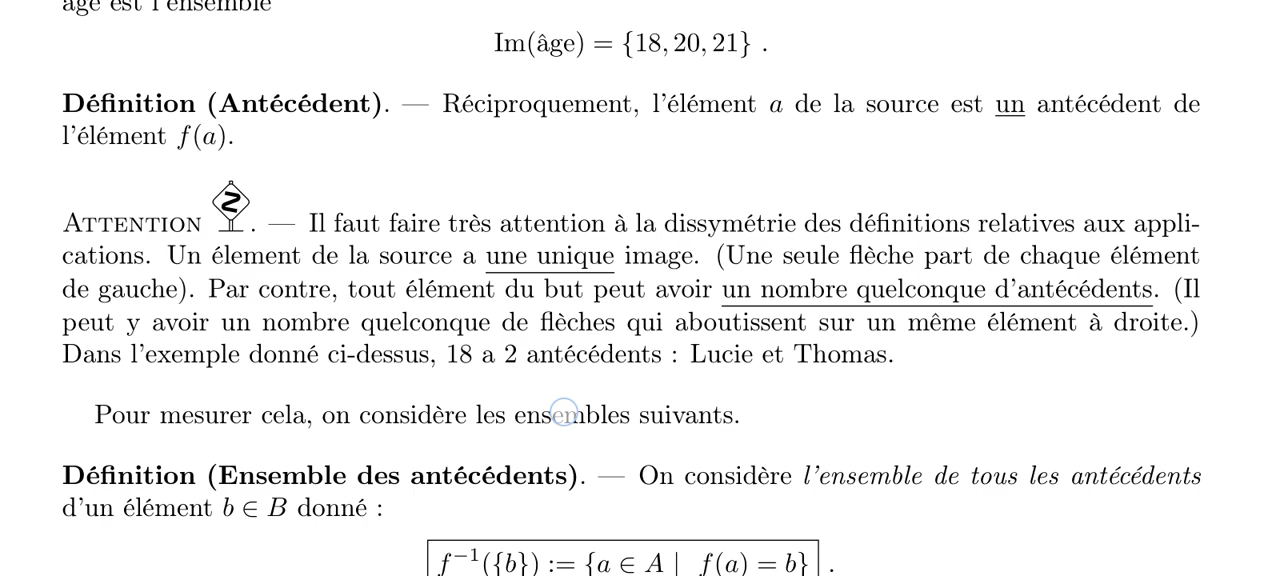 âge est l'ensemble
Im(âge) = {18, 20, 21} .
Définition (Antécédent). — Réciproquement, l'élément a de la source est un antécédent de
l'élément f(a).
ATTENTION . — Il faut faire très attention à la dissymétrie des définitions relatives aux appli-
cations. Un élement de la source a une unique image. (Une seule flèche part de chaque élément
de gauche). Par contre, tout élément du but peut avoir un nombre quelconque d'antécédents. (Il
peut y avoir un nombre quelconque de flèches qui aboutissent sur un même élément à droite.)
Dans l'exemple donné ci-dessus, 18 a 2 antécédents : Lucie et Thomas.
Pour mesurer cela, on considère les ensembles suivants.
Définition (Ensemble des antécédents). — On considère l'ensemble de tous les antécédents
d'un élément b ∈ B donné :
f⁻¹({b}) := {a ∈ A | f(a) = b} .